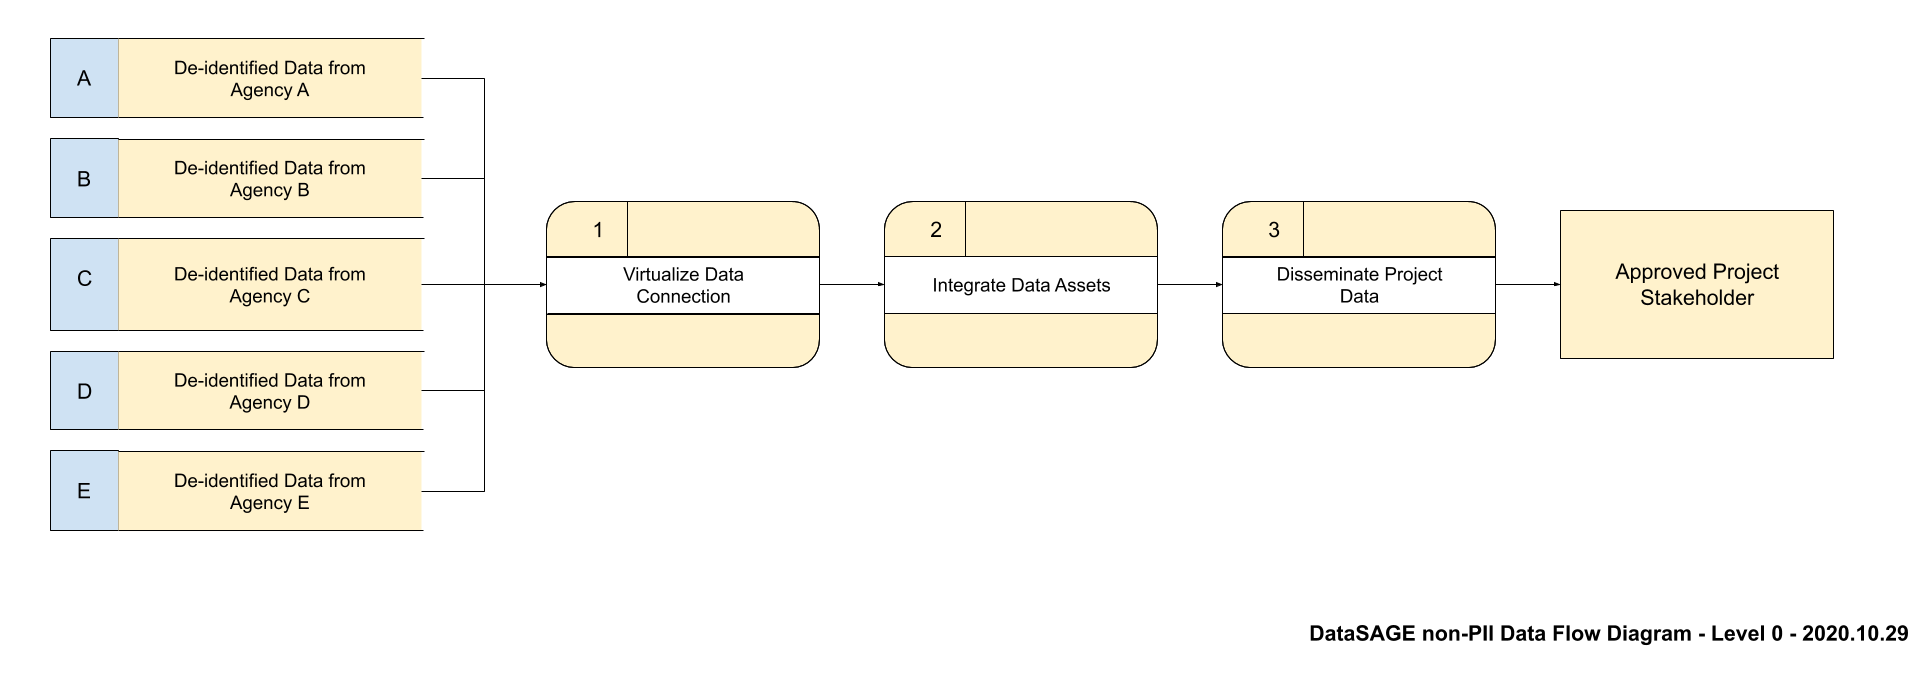 A
De-identified Data from
Agency A
B
De-identified Data from
Agency B
C
De-identified Data from
Agency C
D
De-identified Data from
Agency D
E
De-identified Data from
Agency E
1
Virtualize Data
Connection
2
Integrate Data Assets
3
Disseminate Project
Data
Approved Project
Stakeholder
DataSAGE non-PII Data Flow Diagram - Level 0 - 2020.10.29